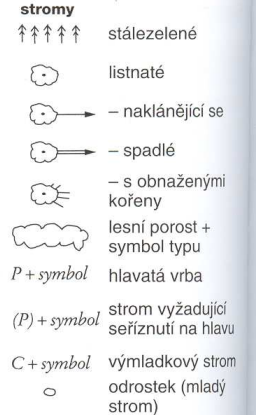 stromy
stálezelené
listnaté
– naklánějící se
– spadlé
– s obnaženými
kořeny
lesní porost +
symbol typu
P + symbol hlavatá vrba
(P) + symbol strom vyžadující
seříznutí na hlavu
C + symbol výmladkový strom
odrostek (mladý
strom)